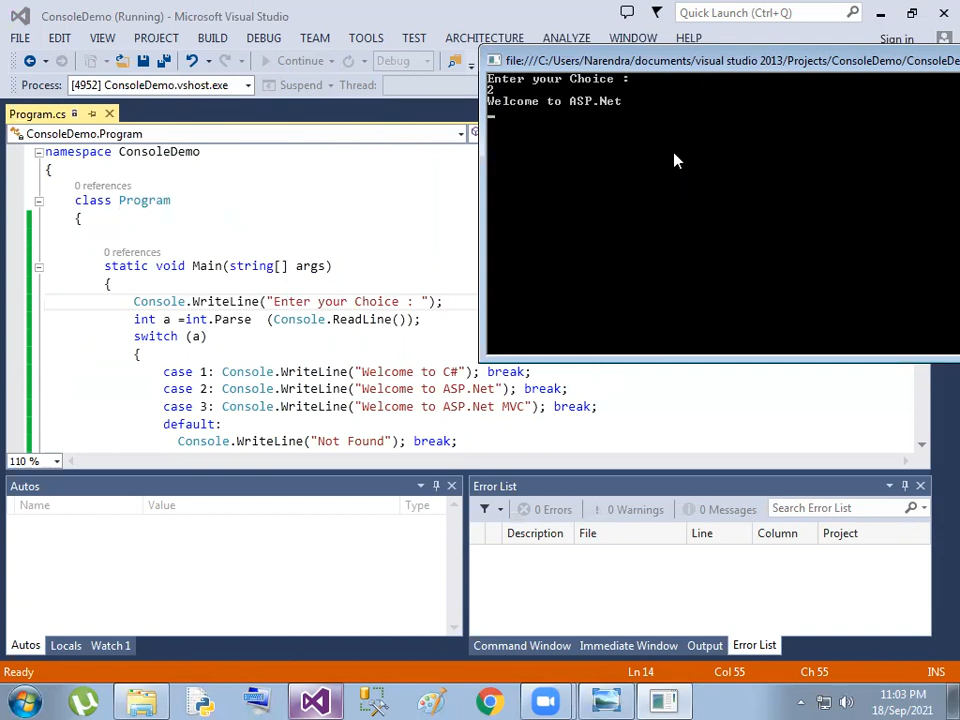 ConsoleDemo (Running) - Microsoft Visual Studio
Quick Launch (Ctrl+Q)
FILE EDIT VIEW PROJECT BUILD DEBUG TEAM TOOLS TEST ARCHITECTURE ANALYZE WINDOW HELP
Sign in
Continue
Debug
Process: [4952] ConsoleDemo.vshost.exe
Suspend
Thread:
file:///C:/Users/Narendra/documents/visual studio 2013/Projects/ConsoleDemo/ConsoleDe
Enter your Choice :
2
Welcome to ASP.Net
Program.cs
ConsoleDemo.Program
namespace ConsoleDemo
{
0 references
class Program
{
0 references
static void Main(string[] args)
{
Console.WriteLine("Enter your Choice : ");
int a =int.Parse (Console.ReadLine());
switch (a)
{
case 1: Console.WriteLine("Welcome to C#"); break;
case 2: Console.WriteLine("Welcome to ASP.Net"); break;
case 3: Console.WriteLine("Welcome to ASP.Net MVC"); break;
default:
Console.WriteLine("Not Found"); break;
110 %
Autos
Name Value Type
Autos Locals Watch 1
Error List
0 Errors 0 Warnings 0 Messages Search Error List
Description File Line Column Project
Command Window Immediate Window Output Error List
Ready Ln 14 Col 55 Ch 55 INS
11:03 PM
18/Sep/2021